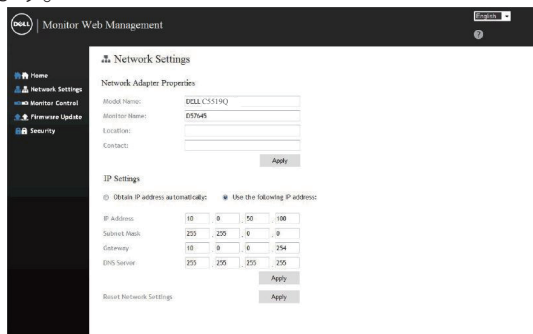 DELL
Monitor Web Management
English
?
Home
Network Settings
Monitor Control
Firmware Update
Security
Network Settings
Network Adapter Properties
Model Name: DELL C5519Q
Monitor Name: D57645
Location:
Contact:
Apply
IP Settings
Obtain IP address automatically: Use the following IP address:
IP Address 10 . 0 . 50 . 100
Subnet Mask 255 . 255 . 0 . 0
Gateway 10 . 0 . 0 . 254
DNS Server 255 . 255 . 255 . 255
Apply
Reset Network Settings Apply